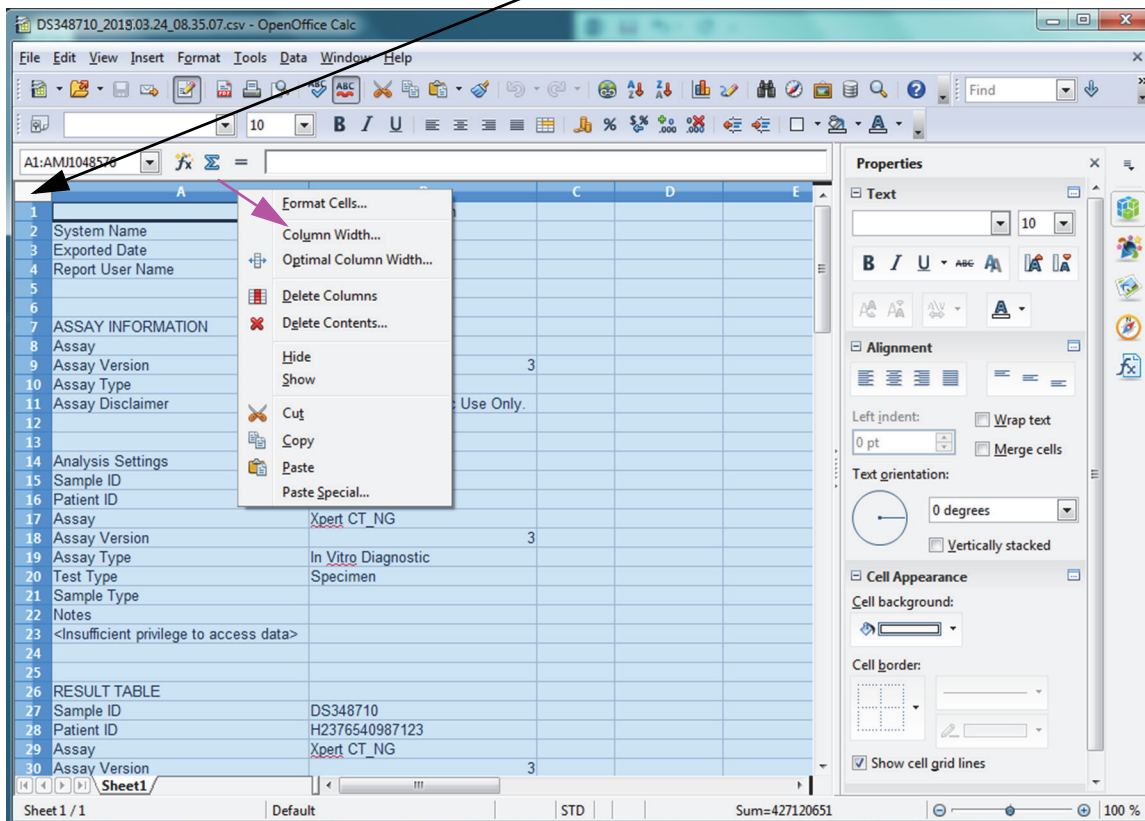 DS348710_2018.03.24_08.35.07.csv - OpenOffice Calc
File Edit View Insert Format Tools Data Window Help
Find
10
A1:AMJ1048576
A C D E
1
2 System Name
3 Exported Date
4 Report User Name
5
6
7 ASSAY INFORMATION
8 Assay
9 Assay Version 3
10 Assay Type
11 Assay Disclaimer Use Only.
12
13
14 Analysis Settings
15 Sample ID
16 Patient ID
17 Assay Xpert CT_NG
18 Assay Version 3
19 Assay Type In Vitro Diagnostic
20 Test Type Specimen
21 Sample Type
22 Notes
23 <Insufficient privilege to access data>
24
25
26 RESULT TABLE
27 Sample ID DS348710
28 Patient ID H2376540987123
29 Assay Xpert CT_NG
30 Assay Version 3
Format Cells...
Column Width...
Optimal Column Width...
Delete Columns
Delete Contents...
Hide
Show
Cut
Copy
Paste
Paste Special...
Properties
Text
10
Alignment
Left indent:
Wrap text
0 pt
Merge cells
Text orientation:
0 degrees
Vertically stacked
Cell Appearance
Cell background:
Cell border:
Show cell grid lines
Sheet1
Sheet 1 / 1 Default STD Sum=427120651 100 %